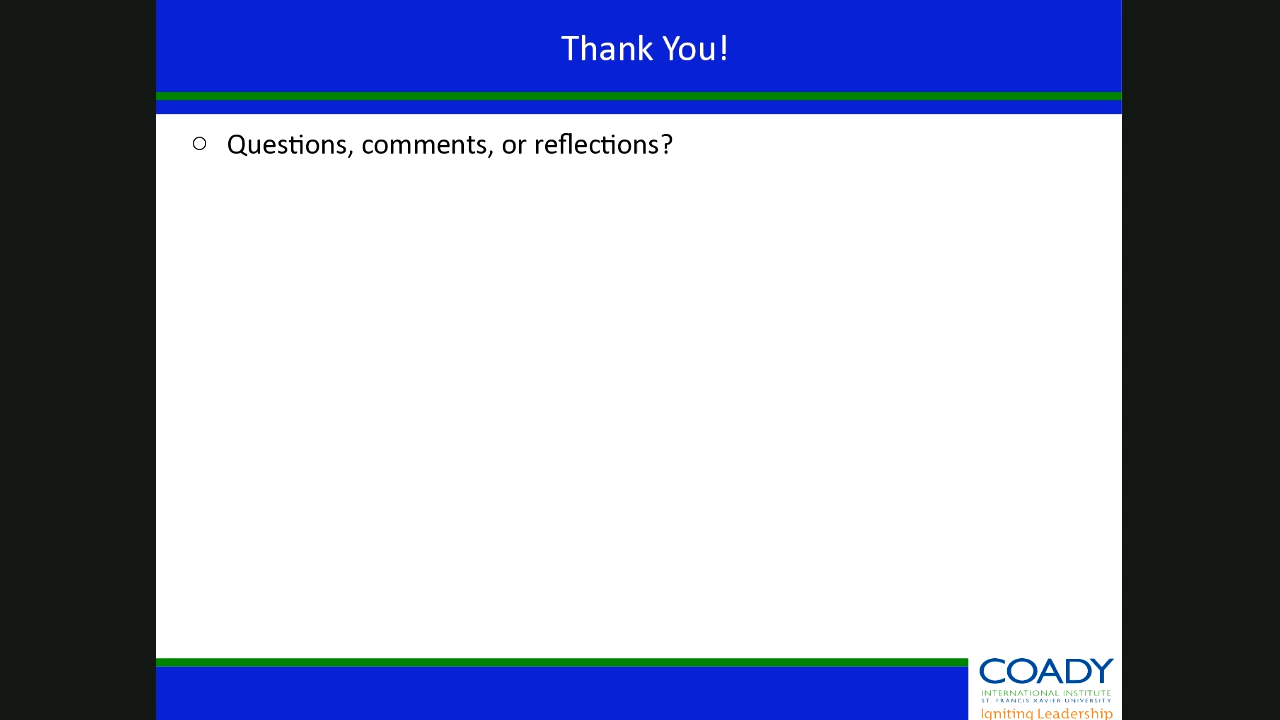 Thank You!
Questions, comments, or reflections?
COADY
INTERNATIONAL INSTITUTE
ST. FRANCIS XAVIER UNIVERSITY
Igniting Leadership